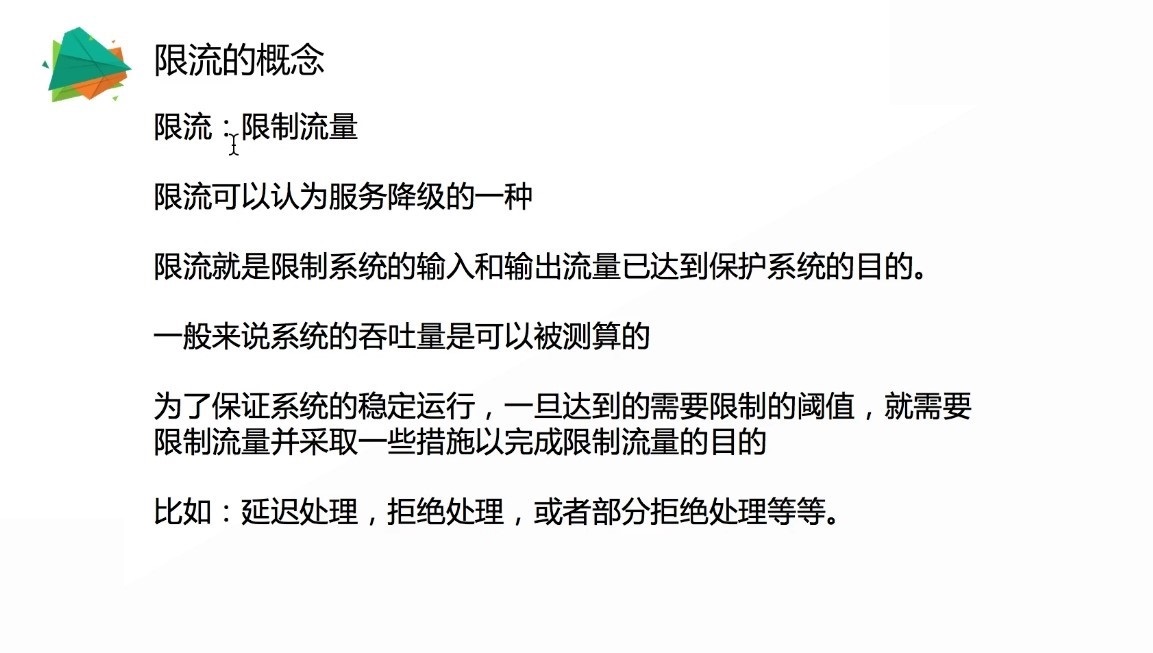 限流的概念
限流：限制流量
限流可以认为服务降级的一种
限流就是限制系统的输入和输出流量已达到保护系统的目的。
一般来说系统的吞吐量是可以被测算的
为了保证系统的稳定运行，一旦达到的需要限制的阈值，就需要
限制流量并采取一些措施以完成限制流量的目的
比如：延迟处理，拒绝处理，或者部分拒绝处理等等。